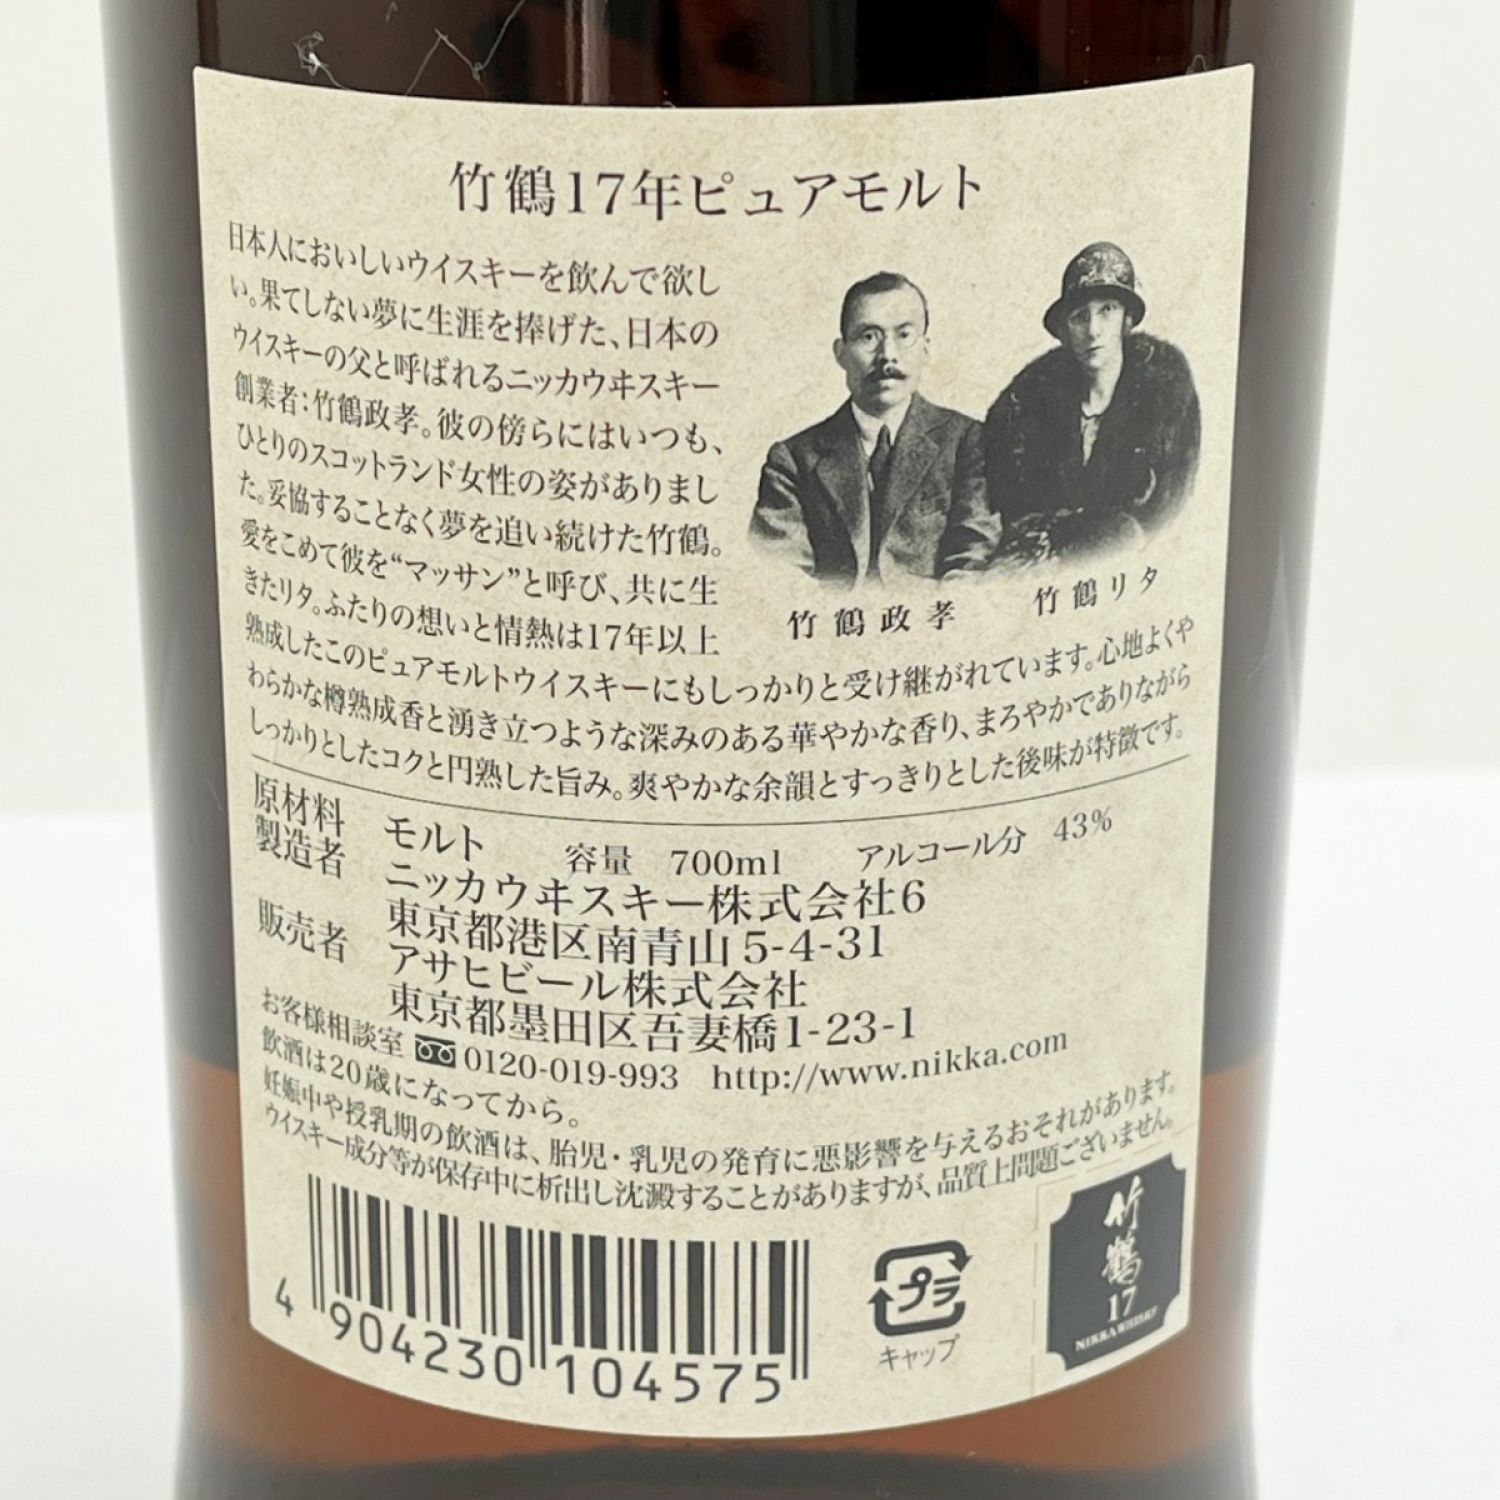 竹鶴17年ピュアモルト
日本人においしいウイスキーを飲んで欲し
い。果てしない夢に生涯を捧げた、日本の
ウイスキーの父と呼ばれるニッカウヰスキー
創業者：竹鶴政孝。彼の傍らにはいつも、
ひとりのスコットランド女性の姿がありまし
た。妥協することなく夢を追い続けた竹鶴。
愛をこめて彼を“マッサン”と呼び、共に生
きたリタ。ふたりの想いと情熱は17年以上
熟成したこのピュアモルトウイスキーにもしっかりと受け継がれています。心地よくや
わらかな樽熟成香と湧き立つような深みのある華やかな香り、まろやかでありながら
しっかりとしたコクと円熟した旨み。爽やかな余韻とすっきりとした後味が特徴です。
竹鶴政孝 竹鶴リタ
原材料 モルト 容量 700ml アルコール分 43%
製造者 ニッカウヰスキー株式会社6
東京都港区南青山5-4-31
販売者 アサヒビール株式会社
東京都墨田区吾妻橋1-23-1
お客様相談室 0120-019-993 http://www.nikka.com
飲酒は20歳になってから。
妊娠中や授乳期の飲酒は、胎児・乳児の発育に悪影響を与えるおそれがあります。
ウイスキー成分等が保存中に析出し沈澱することがありますが、品質上問題ございません。
4 904230 104575
プラ
キャップ
竹鶴
17
NIKKA WHISKY